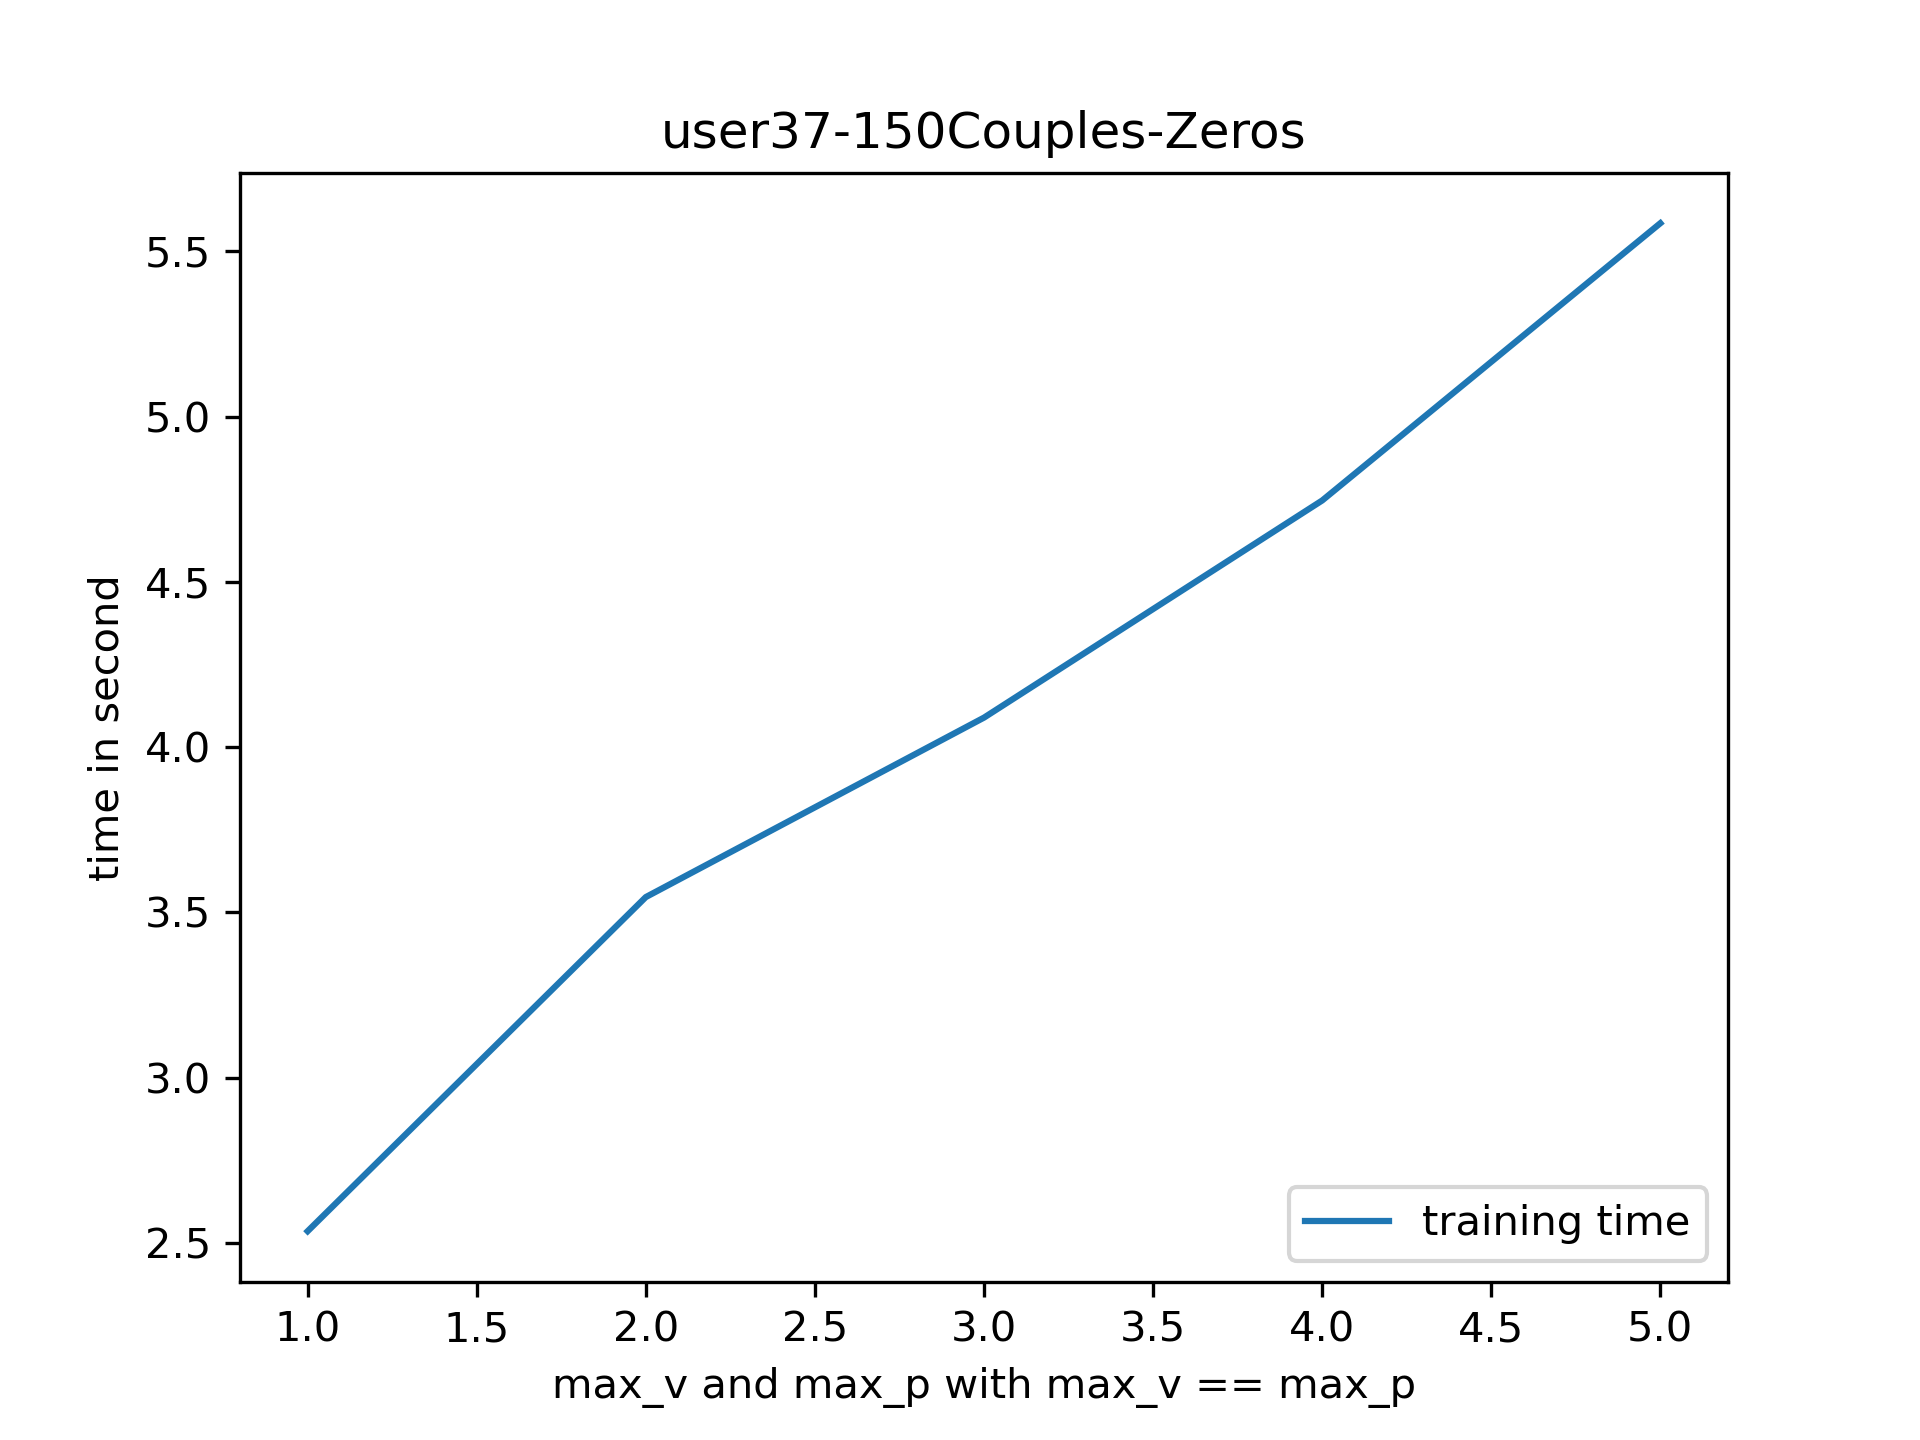 user37-150Couples-Zeros
5.5
5.0
4.5
4.0
3.5
3.0
2.5
time in second
training time
1.0 1.5 2.0 2.5 3.0 3.5 4.0 4.5 5.0
max_v and max_p with max_v == max_p